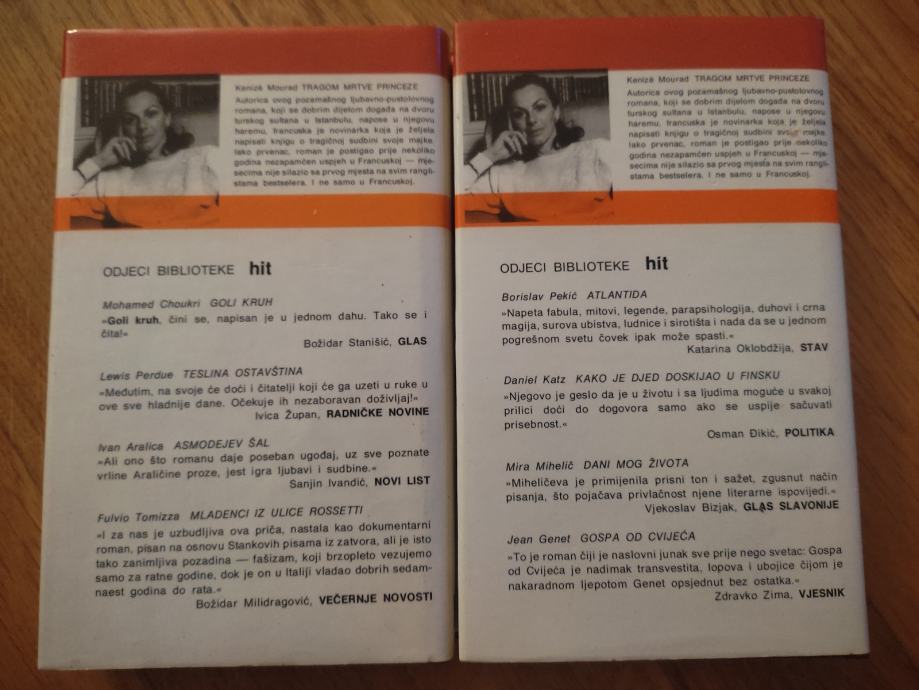 Kenizé Mourad TRAGOM MRTVE PRINCEZE
Autorica ovog pozamašnog ljubavno-pustolovnog
romana, koji se dobrim dijelom događa na dvoru
turskog sultana u Istanbulu, napose u njegovu
haremu, francuska je novinarka koja je željela
napisati knjigu o tragičnoj sudbini svoje majke.
Iako prvenac, roman je postigao prije nekoliko
godina nezapamćen uspjeh u Francuskoj — mje-
secima nije silazio sa prvog mjesta na svim rangli-
stama bestselera. I ne samo u Francuskoj.
ODJECI BIBLIOTEKE hit
Mohamed Choukri GOLI KRUH
»Goli kruh, čini se, napisan je u jednom dahu. Tako se i
čita!«
Božidar Stanišić, GLAS
Lewis Perdue TESLINA OSTAVŠTINA
»Međutim, na svoje će doći i čitatelji koji će ga uzeti u ruke u
ove sve hladnije dane. Očekuje ih nezaboravan doživljaj!«
Ivica Župan, RADNIČKE NOVINE
Ivan Aralica ASMODEJEV ŠAL
»Ali ono što romanu daje poseban ugođaj, uz sve poznate
vrline Araličine proze, jest igra ljubavi i sudbine.«
Sanjin Ivandić, NOVI LIST
Fulvio Tomizza MLADENCI IZ ULICE ROSSETTI
»I za nas je uzbudljiva ova priča, nastala kao dokumentarni
roman, pisan na osnovu Stankovih pisama iz zatvora, ali je isto
tako zanimljiva pozadina — fašizam, koji brzopleto vezujemo
samo za ratne godine, dok je on u Italiji vladao dobrih sedam-
naest godina do rata.«
Božidar Milidragović, VEČERNJE NOVOSTI
Kenizé Mourad TRAGOM MRTVE PRINCEZE
Autorica ovog pozamašnog ljubavno-pustolovnog
romana, koji se dobrim dijelom događa na dvoru
turskog sultana u Istanbulu, napose u njegovu
haremu, francuska je novinarka koja je željela
napisati knjigu o tragičnoj sudbini svoje majke.
Iako prvenac, roman je postigao prije nekoliko
godina nezapamćen uspjeh u Francuskoj — mje-
secima nije silazio sa prvog mjesta na svim rangli-
stama bestselera. I ne samo u Francuskoj.
ODJECI BIBLIOTEKE hit
Borislav Pekić ATLANTIDA
»Napeta fabula, mitovi, legende, parapsihologija, duhovi i crna
magija, surova ubistva, ludnice i sirotišta i nada da se u jednom
pogrešnom svetu čovek ipak može spasti.«
Katarina Oklobdžija, STAV
Daniel Katz KAKO JE DJED DOSKIJAO U FINSKU
»Njegovo je geslo da je u životu i sa ljudima moguće u svakoj
prilici doći do dogovora samo ako se uspije sačuvati
prisebnost.«
Osman Đikić, POLITIKA
Mira Mihelič DANI MOG ŽIVOTA
»Miheličeva je primijenila prisni ton i sažet, zgusnut način
pisanja, što pojačava privlačnost njene literarne ispovijedi.«
Vjekoslav Bizjak, GLAS SLAVONIJE
Jean Genet GOSPA OD CVIJEĆA
»To je roman čiji je naslovni junak sve prije nego svetac: Gospa
od Cvijeća je nadimak transvestita, lopova i ubojice čijom je
nakaradnom ljepotom Genet opsjednut bez ostatka.«
Zdravko Zima, VJESNIK